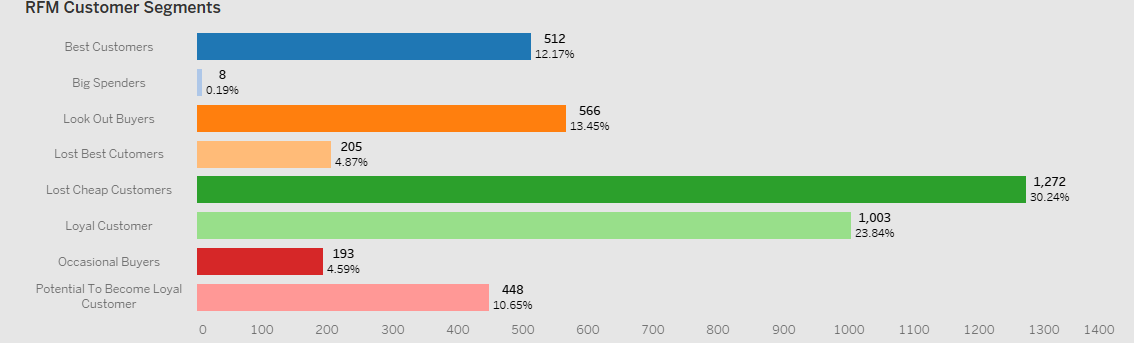 RFM Customer Segments
Best Customers
512
12.17%
Big Spenders
8
0.19%
Look Out Buyers
566
13.45%
Lost Best Cutomers
205
4.87%
Lost Cheap Customers
1,272
30.24%
Loyal Customer
1,003
23.84%
Occasional Buyers
193
4.59%
Potential To Become Loyal
Customer
448
10.65%
0 100 200 300 400 500 600 700 800 900 1000 1100 1200 1300 1400